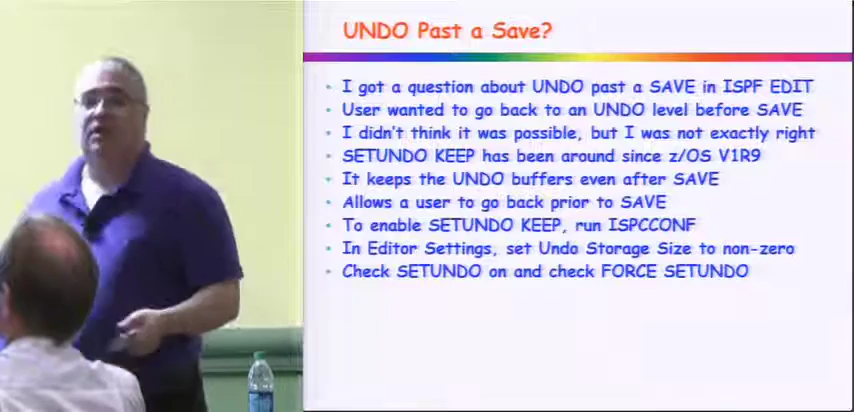 UNDO Past a Save?
I got a question about UNDO past a SAVE in ISPF EDIT
User wanted to go back to an UNDO level before SAVE
I didn't think it was possible, but I was not exactly right
SETUNDO KEEP has been around since z/OS V1R9
It keeps the UNDO buffers even after SAVE
Allows a user to go back prior to SAVE
To enable SETUNDO KEEP, run ISPCCONF
In Editor Settings, set Undo Storage Size to non-zero
Check SETUNDO on and check FORCE SETUNDO